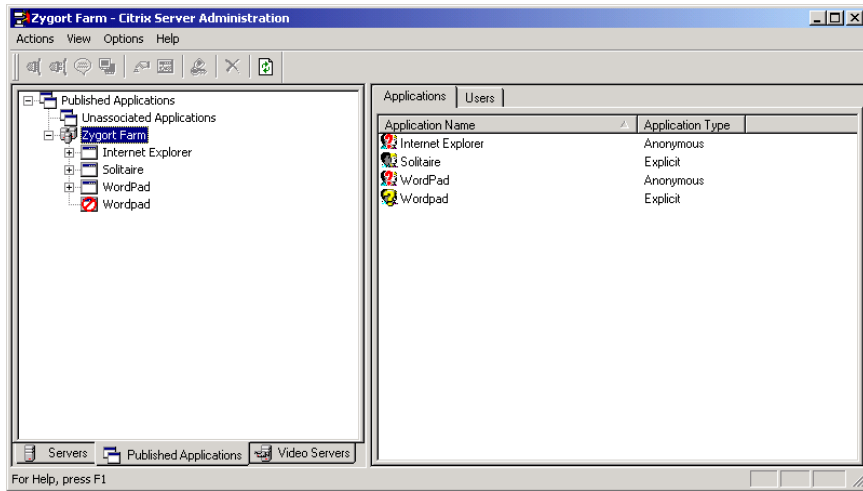 Zygort Farm - Citrix Server Administration
Actions View Options Help
Published Applications
Unassociated Applications
Zygort Farm
Internet Explorer
Solitaire
WordPad
Wordpad
Servers Published Applications Video Servers
Applications Users
Application Name Application Type
Internet Explorer Anonymous
Solitaire Explicit
WordPad Anonymous
Wordpad Explicit
For Help, press F1